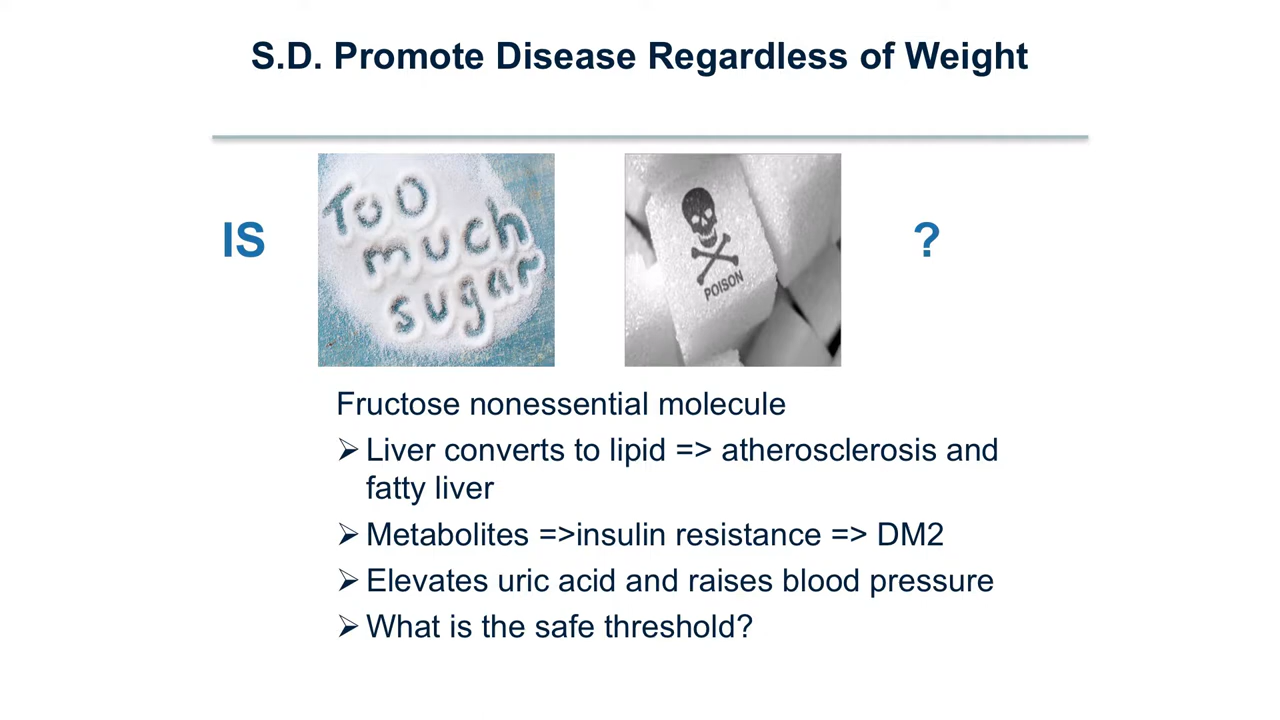 S.D. Promote Disease Regardless of Weight
IS
Too
much
sugar
POISON
?
Fructose nonessential molecule
➢ Liver converts to lipid => atherosclerosis and
fatty liver
➢ Metabolites =>insulin resistance => DM2
➢ Elevates uric acid and raises blood pressure
➢ What is the safe threshold?